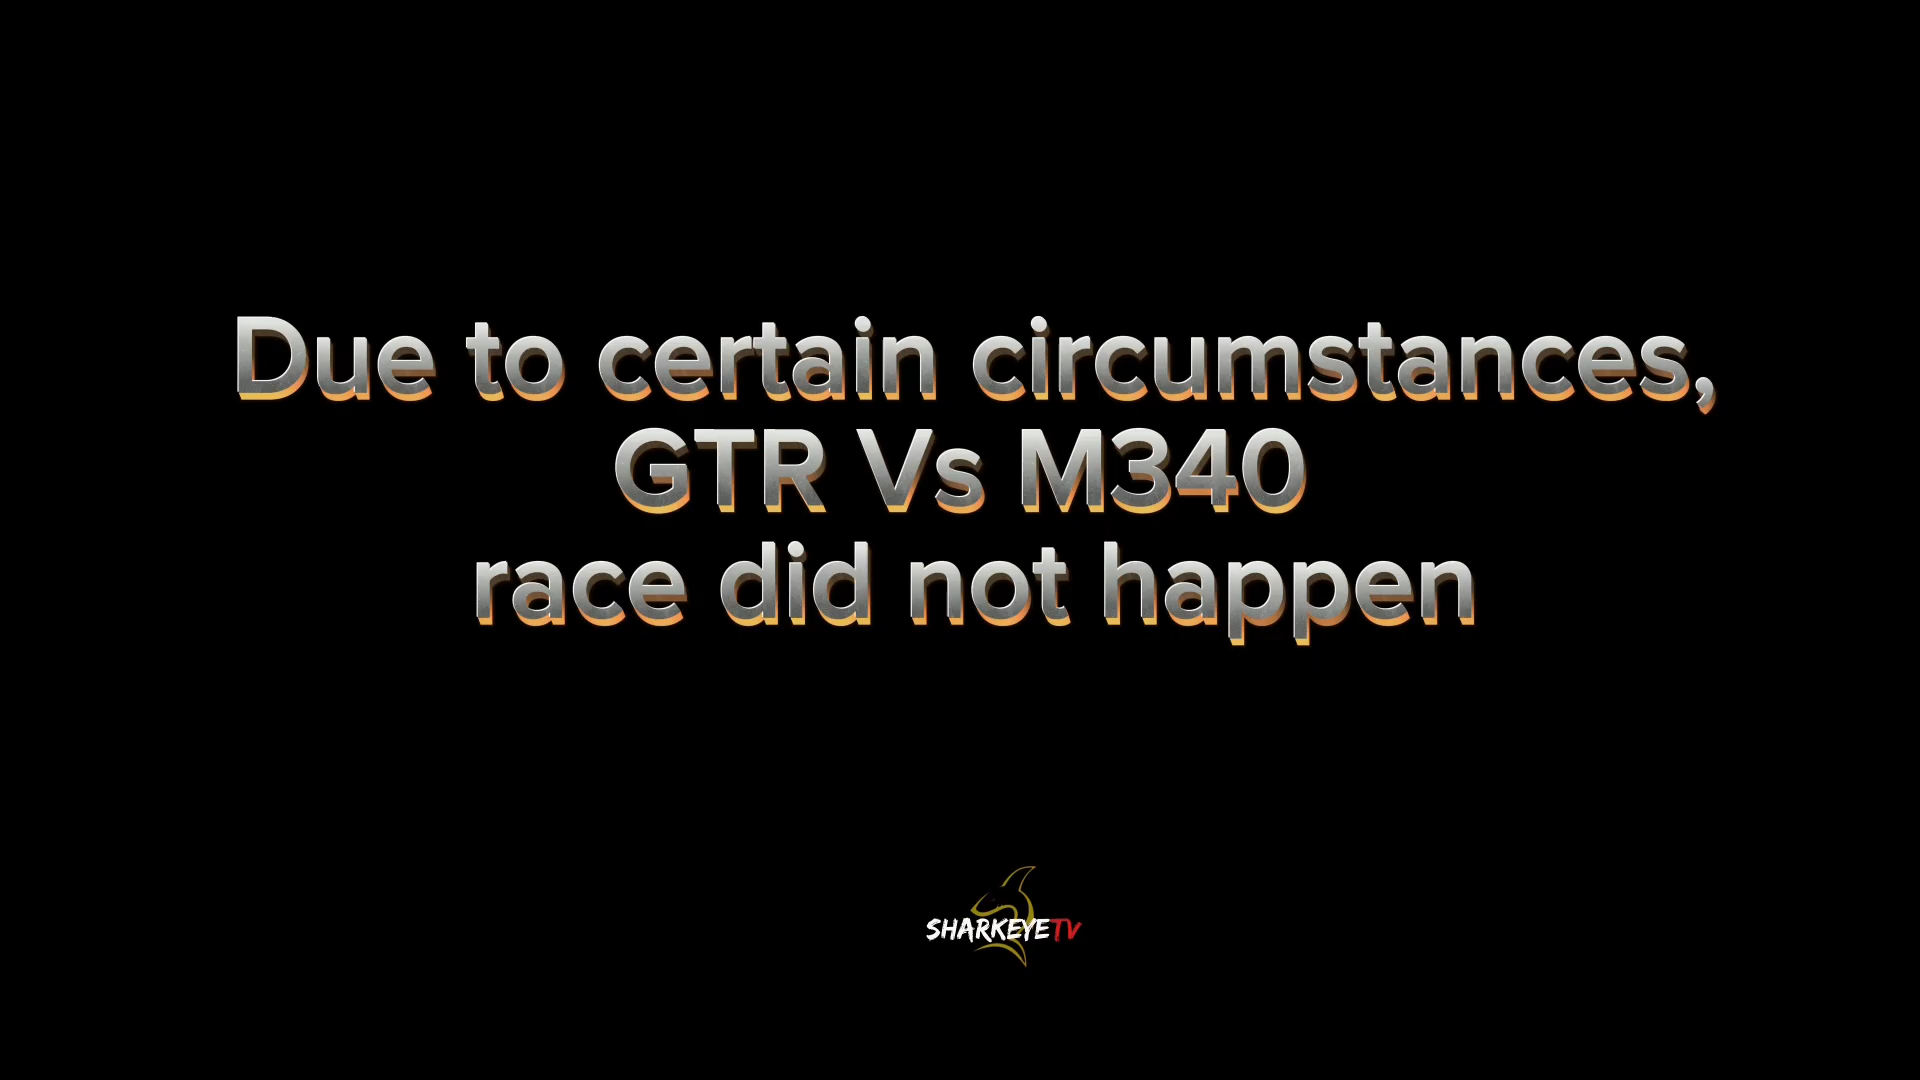 Due to certain circumstances,
GTR Vs M340
race did not happen
SHARKEYETV